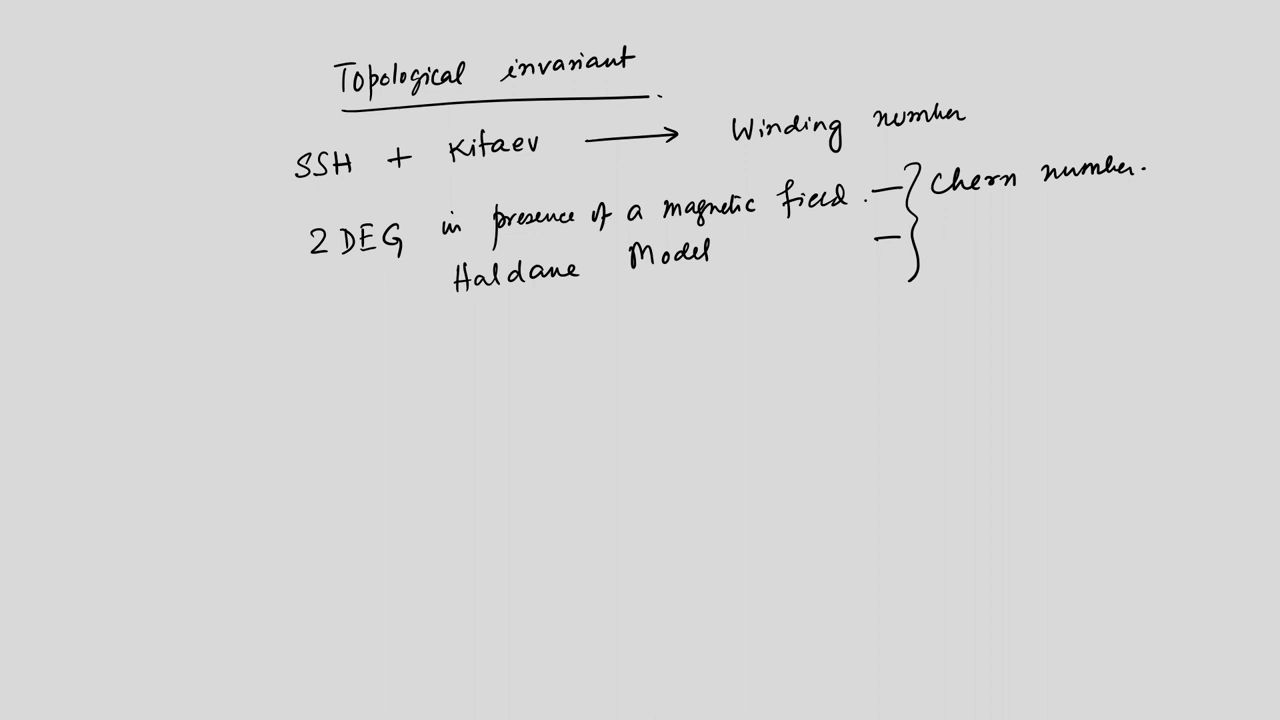 Topological invariant.
SSH + Kitaev → Winding number
2DEG in presence of a magnetic field. — } Chern number.
Haldane Model —